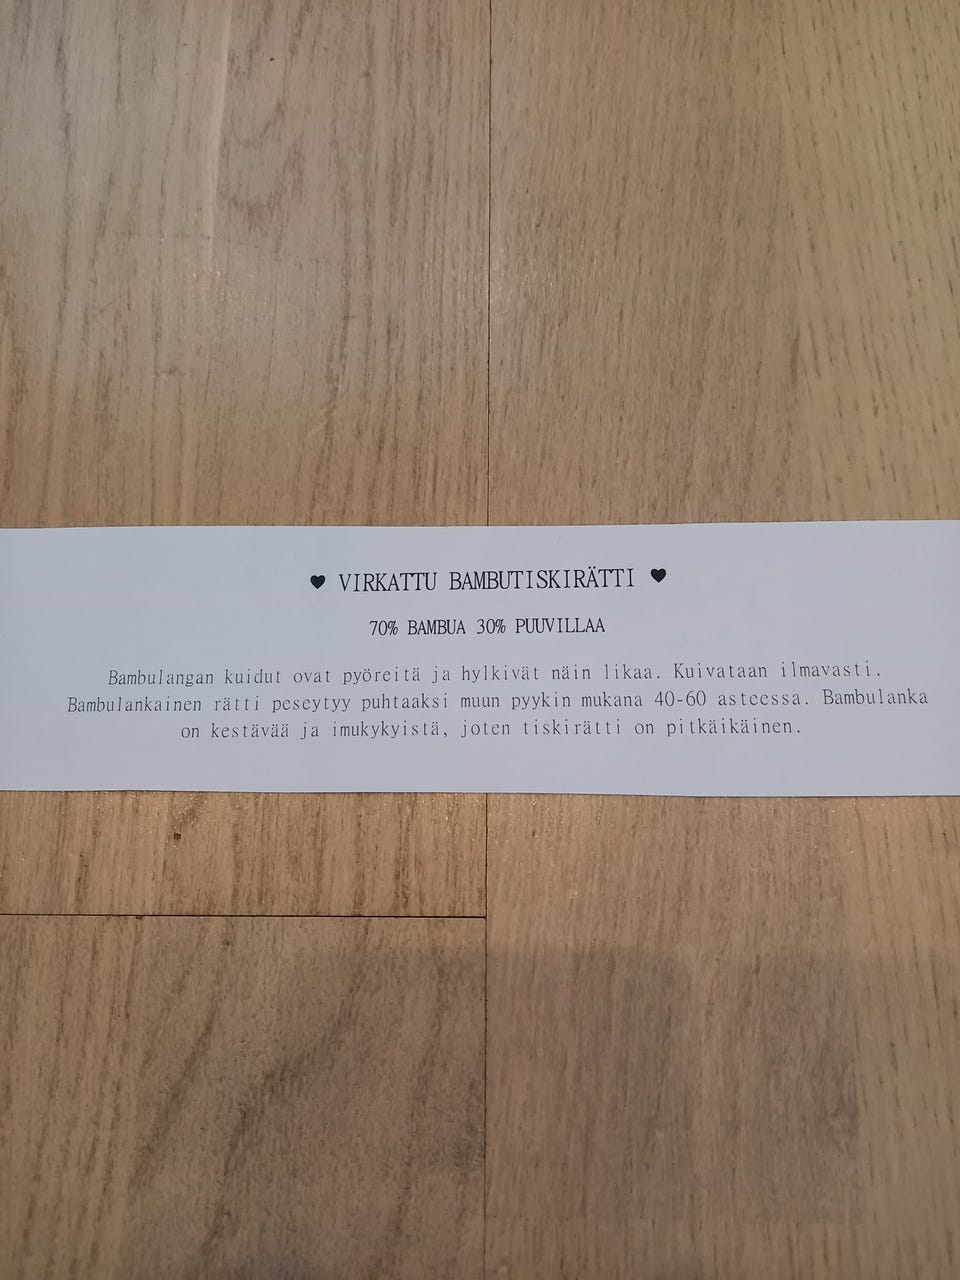 ♥ VIRKATTU BAMBUTISKIRÄTTI ♥
70% BAMBUA 30% PUUVILLAA
Bambulangan kuidut ovat pyöreitä ja hylkivät näin likaa. Kuivataan ilmavasti.
Bambulankainen rätti peseytyy puhtaaksi muun pyykin mukana 40-60 asteessa. Bambulanka
on kestävää ja imukykyistä, joten tiskirätti on pitkäikäinen.